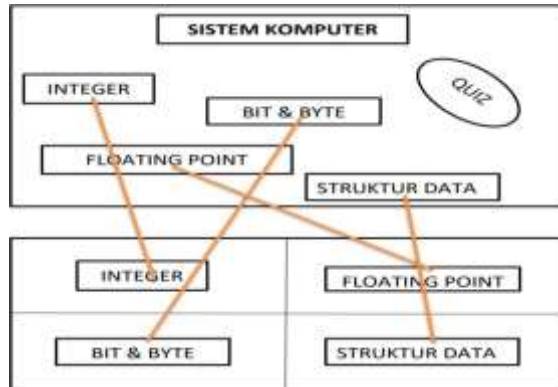 SISTEM KOMPUTER
INTEGER
QUIZ
BIT & BYTE
FLOATING POINT
STRUKTUR DATA
INTEGER
FLOATING POINT
BIT & BYTE
STRUKTUR DATA